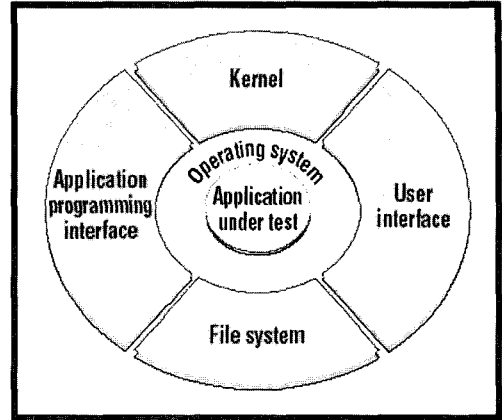 Kernel
Operating system
Application
programming
interface
Application
under test
User
interface
File system